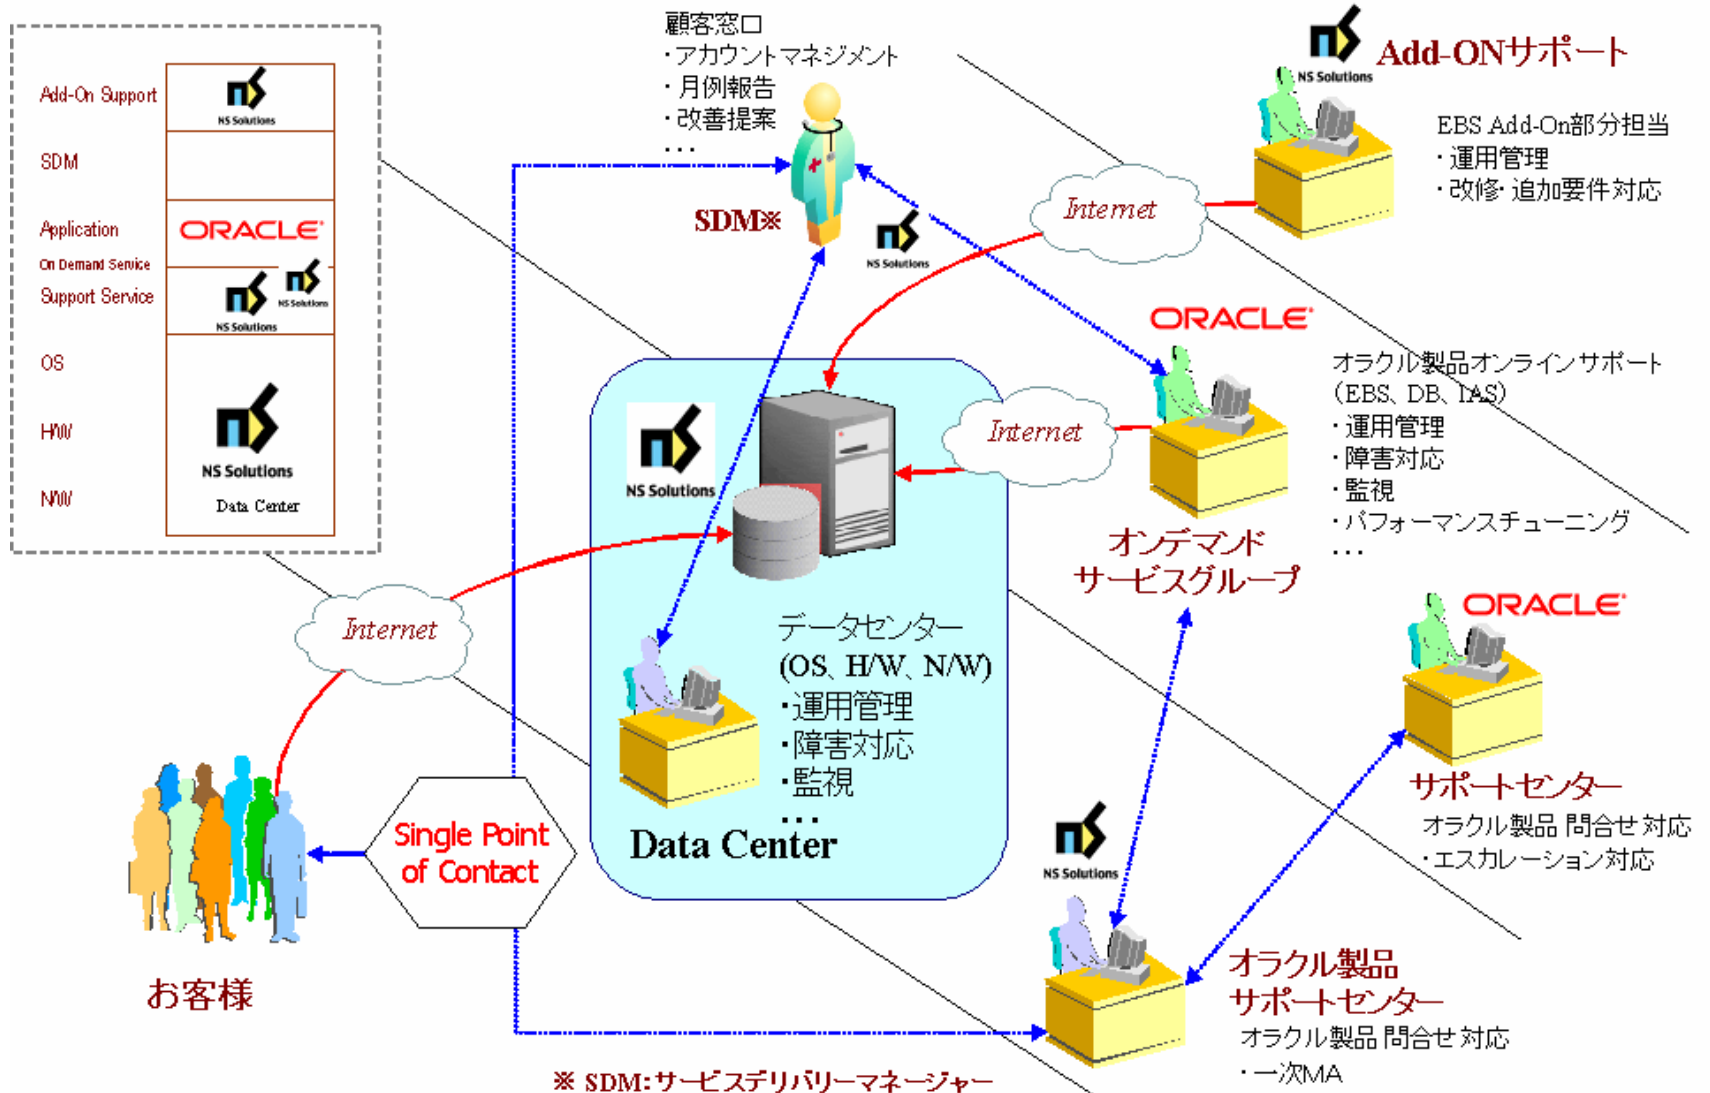 Add-On Support
NS Solutions
SDM
Application
ORACLE
On Demand Service
Support Service
NS Solutions
NS Solutions
OS
H/W
NS Solutions
N/W
Data Center
顧客窓口
・アカウントマネジメント
・月例報告
・改善提案
・・・
SDM※
NS Solutions
NS Solutions
Add-ONサポート
EBS Add-On部分担当
・運用管理
・改修・追加要件対応
Internet
ORACLE
オラクル製品オンラインサポート
(EBS、DB、IAS)
・運用管理
・障害対応
・監視
・パフォーマンスチューニング
・・・
Internet
オンデマンド
サービスグループ
NS Solutions
データセンター
(OS、H/W、N/W)
・運用管理
・障害対応
・監視
・・・
Data Center
Internet
ORACLE
サポートセンター
オラクル製品 問合せ 対応
・エスカレーション対応
Single Point
of Contact
お客様
NS Solutions
オラクル製品
サポートセンター
オラクル製品 問合せ 対応
・一次MA
※ SDM：サービスデリバリーマネージャー